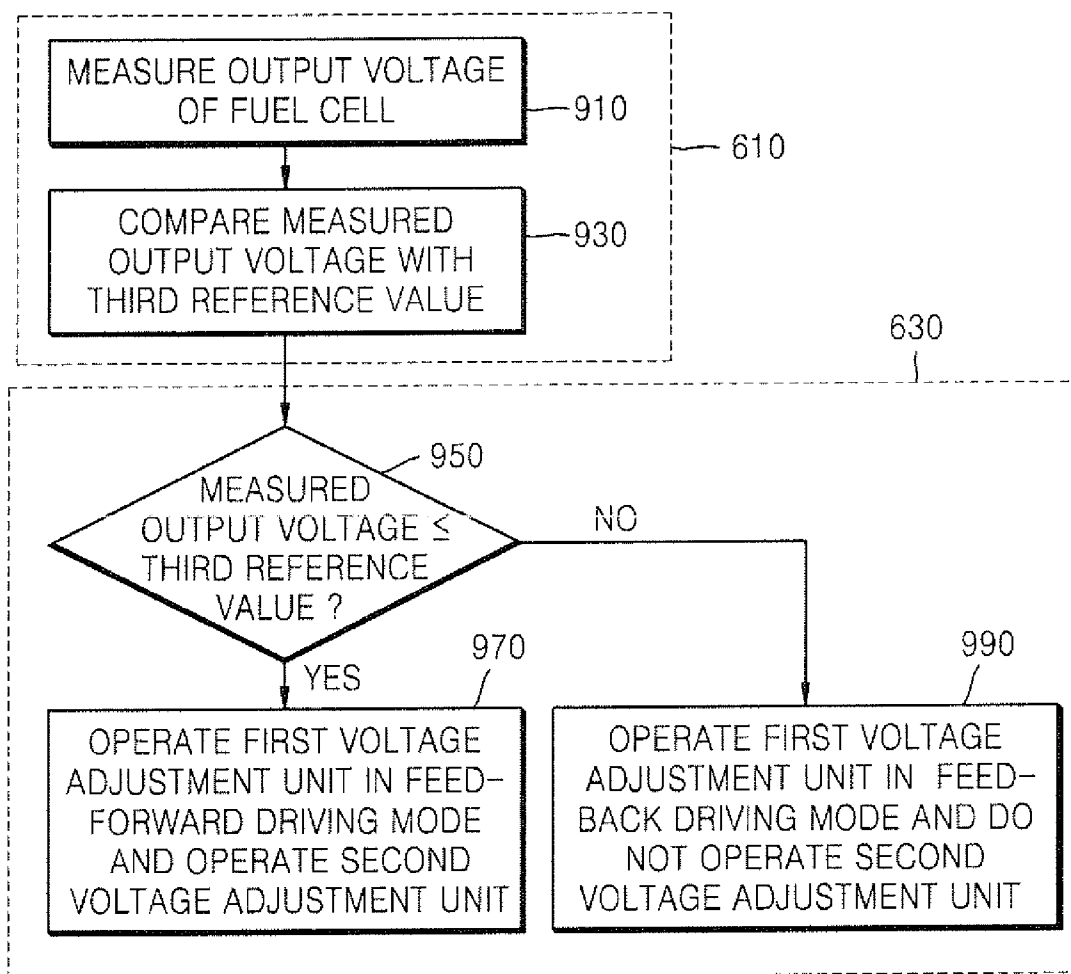 MEASURE OUTPUT VOLTAGE
OF FUEL CELL
910
610
COMPARE MEASURED
OUTPUT VOLTAGE WITH
THIRD REFERENCE VALUE
930
630
950
MEASURED
OUTPUT VOLTAGE ≤
THIRD REFERENCE
VALUE ?
NO
YES
970
990
OPERATE FIRST VOLTAGE
ADJUSTMENT UNIT IN FEED-
FORWARD DRIVING MODE
AND OPERATE SECOND
VOLTAGE ADJUSTMENT UNIT
OPERATE FIRST VOLTAGE
ADJUSTMENT UNIT IN FEED-
BACK DRIVING MODE AND DO
NOT OPERATE SECOND
VOLTAGE ADJUSTMENT UNIT